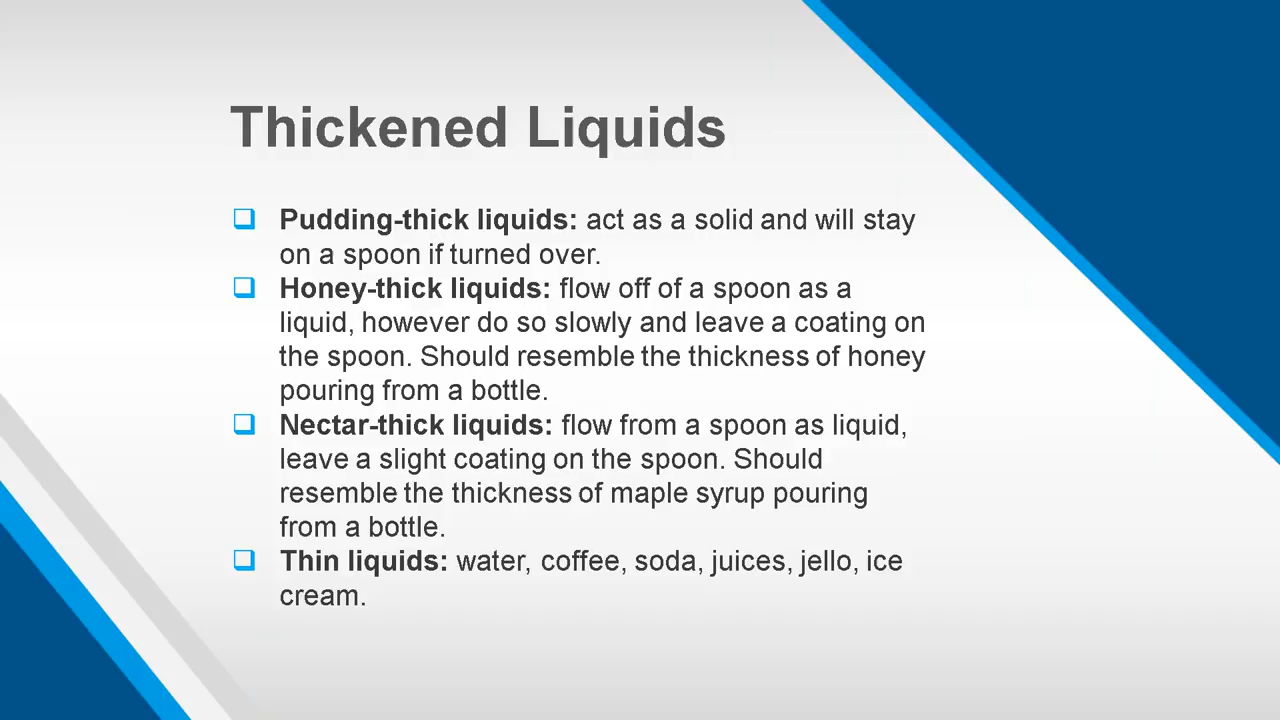 Thickened Liquids
Pudding-thick liquids: act as a solid and will stay
on a spoon if turned over.
Honey-thick liquids: flow off of a spoon as a
liquid, however do so slowly and leave a coating on
the spoon. Should resemble the thickness of honey
pouring from a bottle.
Nectar-thick liquids: flow from a spoon as liquid,
leave a slight coating on the spoon. Should
resemble the thickness of maple syrup pouring
from a bottle.
Thin liquids: water, coffee, soda, juices, jello, ice
cream.